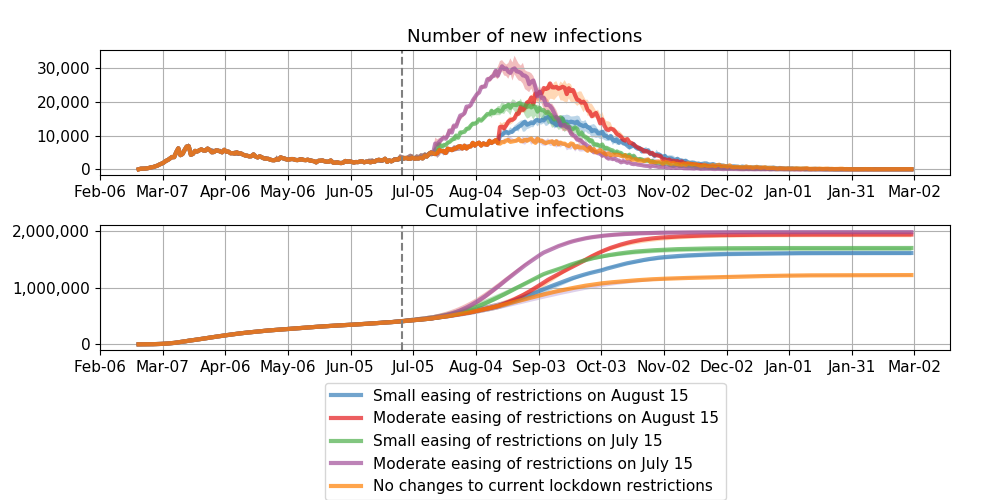 Number of new infections
30,000
20,000
10,000
0
Feb-06 Mar-07 Apr-06 May-06 Jun-05 Jul-05 Aug-04 Sep-03 Oct-03 Nov-02 Dec-02 Jan-01 Jan-31 Mar-02
Cumulative infections
2,000,000
1,000,000
0
Feb-06 Mar-07 Apr-06 May-06 Jun-05 Jul-05 Aug-04 Sep-03 Oct-03 Nov-02 Dec-02 Jan-01 Jan-31 Mar-02
Small easing of restrictions on August 15
Moderate easing of restrictions on August 15
Small easing of restrictions on July 15
Moderate easing of restrictions on July 15
No changes to current lockdown restrictions